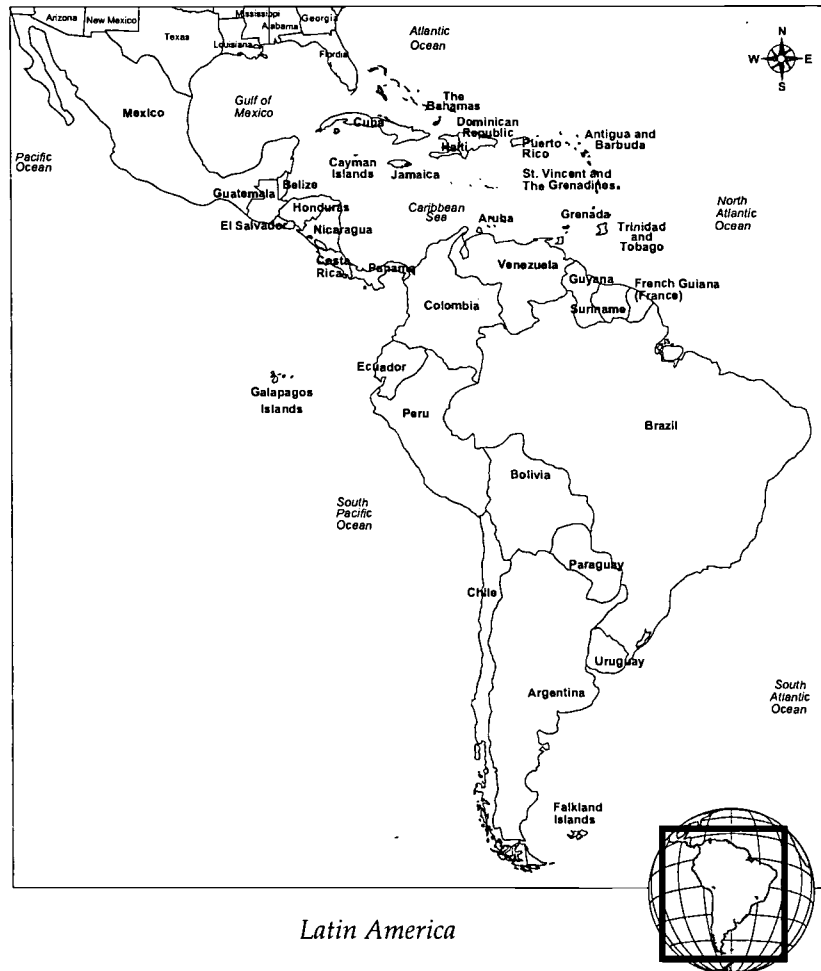 Arizona
New Mexico
Texas
Louisiana
Mississippi
Alabama
Georgia
Flordia
Atlantic
Ocean
N
W
E
S
Gulf of
Mexico
Mexico
Pacific
Ocean
The
Bahamas
Cuba
Dominican
Republic
Haiti
Puerto
Rico
Antigua and
Barbuda
Cayman
Islands
Jamaica
St. Vincent and
The Grenadines
Guatemala
Belize
Honduras
El Salvador
Nicaragua
Caribbean
Sea
Aruba
Grenada
Trinidad
and
Tobago
North
Atlantic
Ocean
Costa
Rica
Panama
Venezuela
Guyana
French Guiana
(France)
Suriname
Colombia
Ecuador
Galapagos
Islands
Peru
Brazil
Bolivia
South
Pacific
Ocean
Paraguay
Chile
Uruguay
Argentina
South
Atlantic
Ocean
Falkland
Islands
Latin America